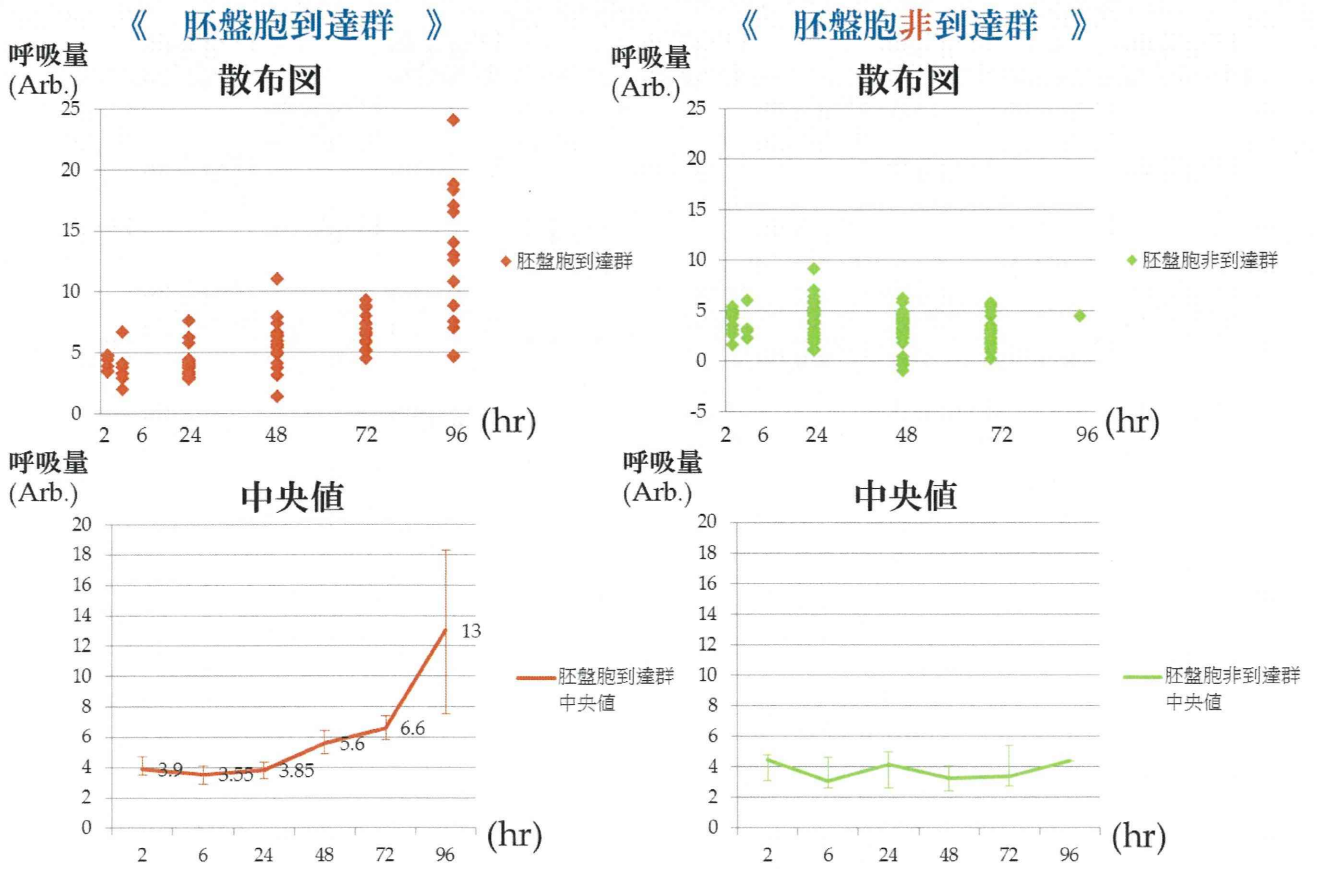 《 胚盤胞到達群 》
呼吸量
(Arb.)
散布図
25
20
15
10
5
0
2 6 24 48 72 96 (hr)
◆胚盤胞到達群
《 胚盤胞非到達群 》
呼吸量
(Arb.)
散布図
25
20
15
10
5
0
-5
2 6 24 48 72 96 (hr)
◆胚盤胞非到達群
呼吸量
(Arb.)
中央値
20
18
16
14
12
10
8
6
4
2
0
3.9 3.55 3.85 5.6 6.6 13
2 6 24 48 72 96 (hr)
胚盤胞到達群
中央値
呼吸量
(Arb.)
中央値
20
18
16
14
12
10
8
6
4
2
0
2 6 24 48 72 96 (hr)
胚盤胞非到達群
中央値